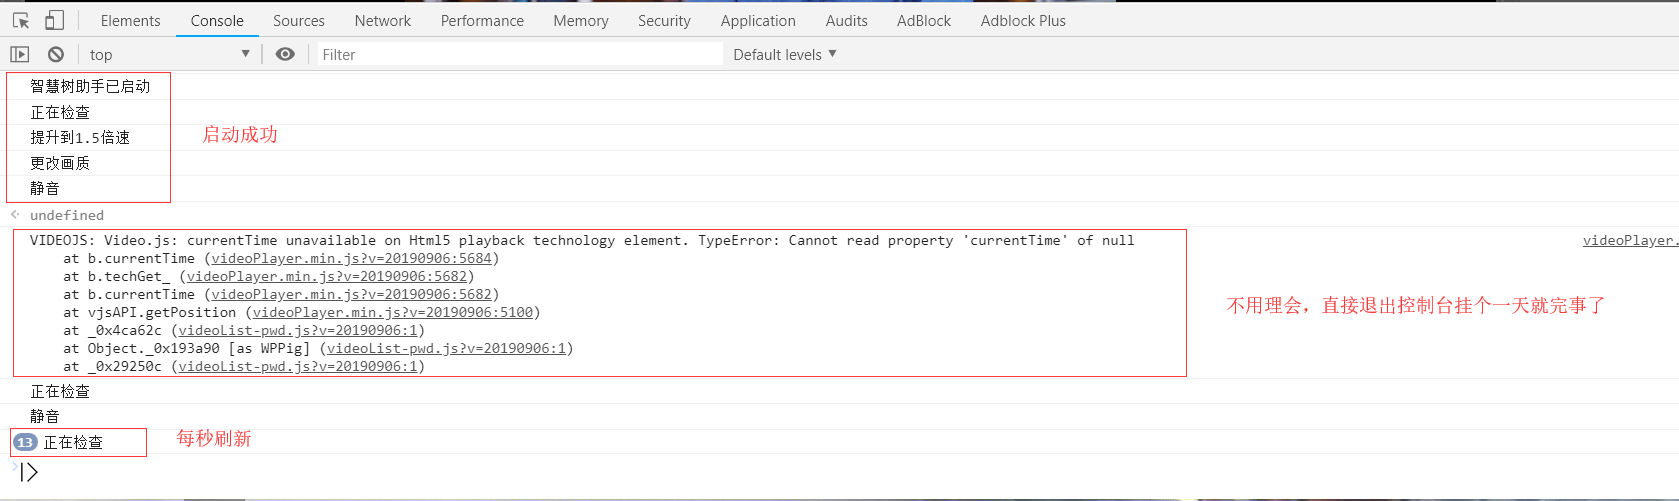 Elements Console Sources Network Performance Memory Security Application Audits AdBlock Adblock Plus
top Filter Default levels
智慧树助手已启动
正在检查
提升到1.5倍速
启动成功
更改画质
静音
undefined
VIDEOJS: Video.js: currentTime unavailable on Html5 playback technology element. TypeError: Cannot read property 'currentTime' of null videoPlayer.
at b.currentTime (videoPlayer.min.js?v=20190906:5684)
at b.techGet_ (videoPlayer.min.js?v=20190906:5682)
at b.currentTime (videoPlayer.min.js?v=20190906:5682)
at vjsAPI.getPosition (videoPlayer.min.js?v=20190906:5100)
不用理会，直接退出控制台挂个一天就完事了
at _0x4ca62c (videoList-pwd.js?v=20190906:1)
at Object._0x193a90 [as WPPig] (videoList-pwd.js?v=20190906:1)
at _0x29250c (videoList-pwd.js?v=20190906:1)
正在检查
静音
13 正在检查
每秒刷新